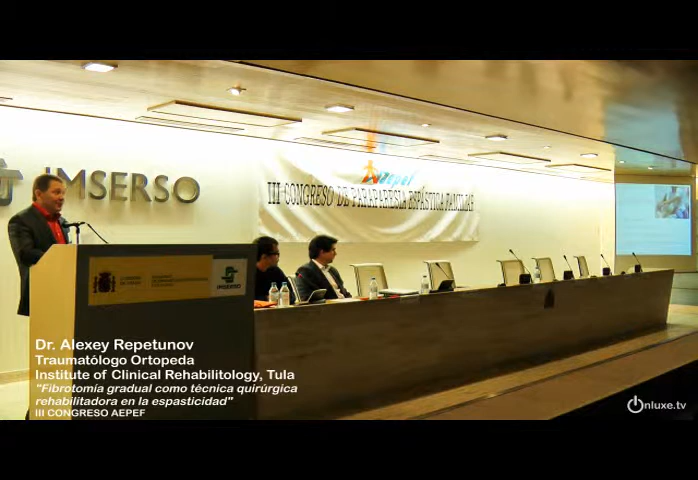 IMSERSO
aepef
III CONGRESO DE PARAPARESIA ESPÁSTICA FAMILIAR
IMSERSO
Dr. Alexey Repetunov
Traumatólogo Ortopeda
Institute of Clinical Rehabilitology, Tula
"Fibrotomía gradual como técnica quirúrgica
rehabilitadora en la espasticidad"
III CONGRESO AEPEF
onluxe.tv